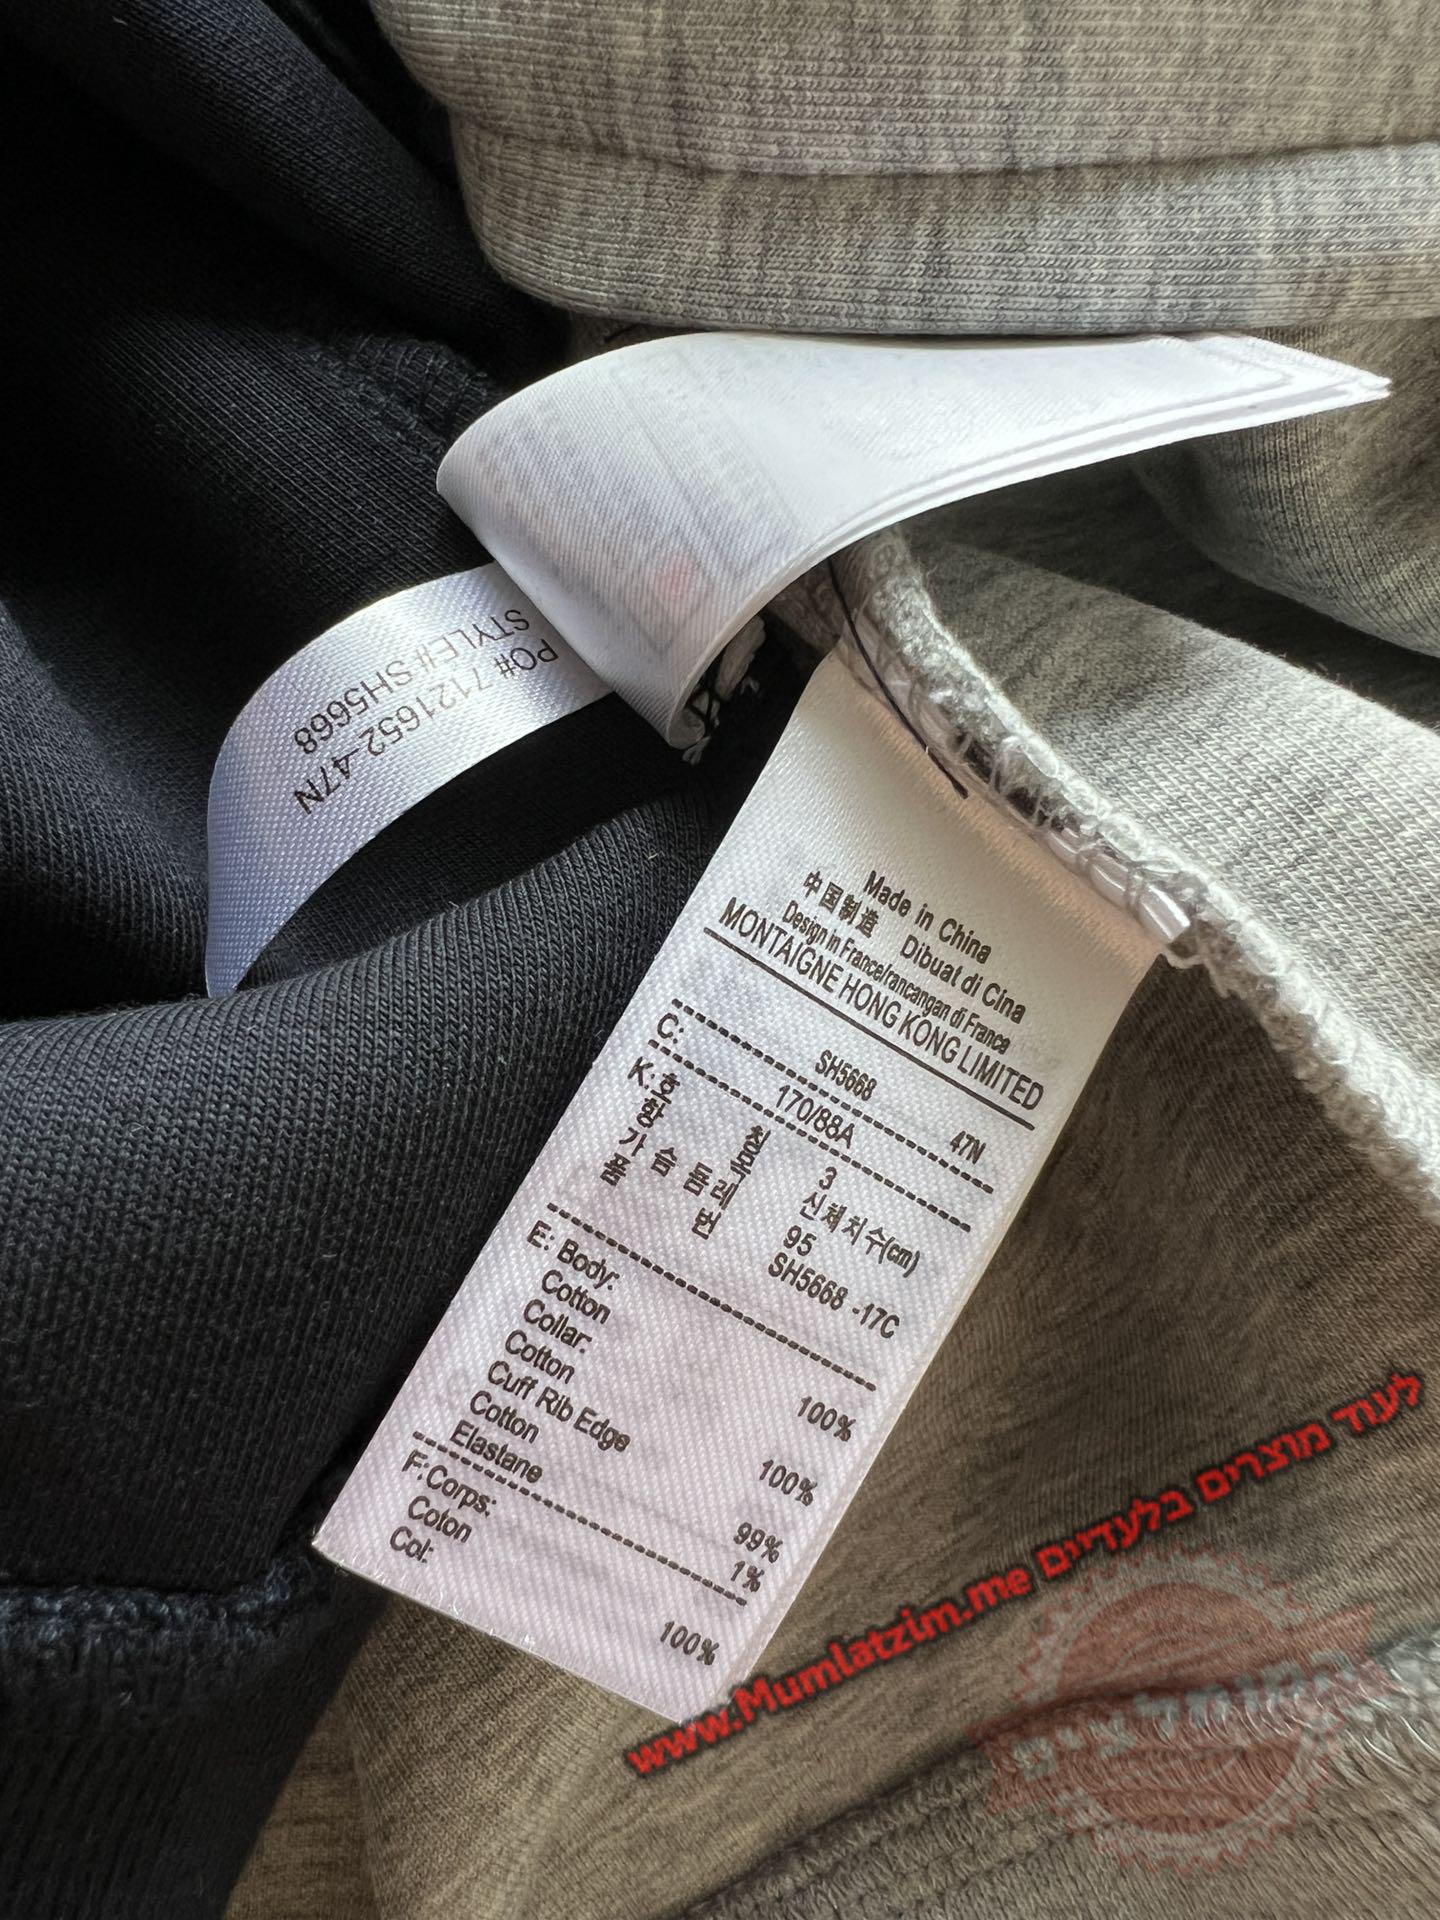 PO# 7121652-47N
STYLE# SH5668
Made in China
中国制造 Dibuat di Cina
Design in France/rancangan di France
MONTAIGNE HONG KONG LIMITED
C: SH5668 47N
170/88A
K: 호 칭 3
항 목 신체치수(cm)
가 슴 둘레 95
품 번 SH5668 -17C
E: Body:
Cotton 100%
Collar:
Cotton 100%
Cuff Rib Edge
Cotton 99%
Elastane 1%
F:Corps:
Coton 100%
Col:
www.Mumlatzim.me לעוד מוצרים בלעדיים